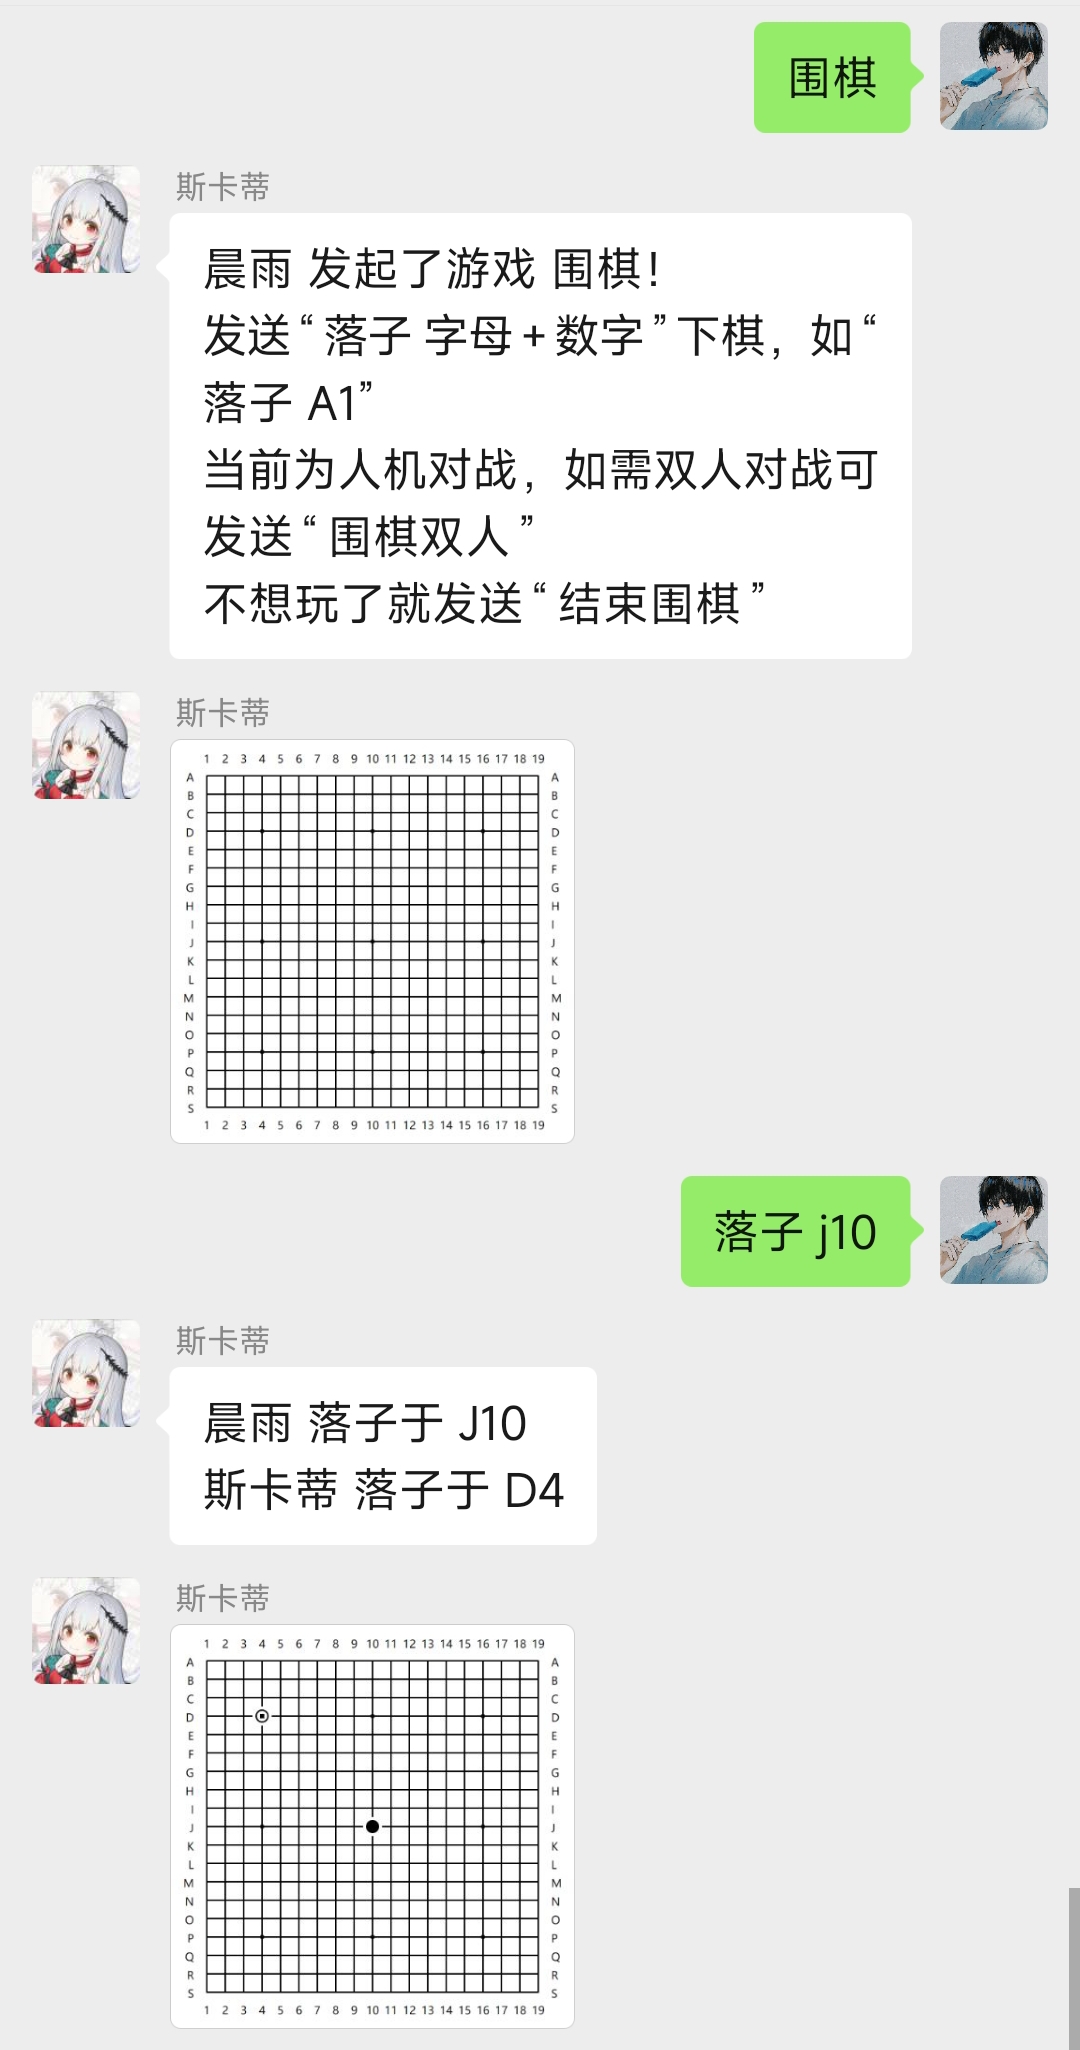 围棋
斯卡蒂
晨雨 发起了游戏 围棋！
发送“落子 字母+数字”下棋，如“
落子 A1”
当前为人机对战，如需双人对战可
发送“围棋双人”
不想玩了就发送“结束围棋”
斯卡蒂
1 2 3 4 5 6 7 8 9 10 11 12 13 14 15 16 17 18 19
A A
B B
C C
D D
E E
F F
G G
H H
I I
J J
K K
L L
M M
N N
O O
P P
Q Q
R R
S S
1 2 3 4 5 6 7 8 9 10 11 12 13 14 15 16 17 18 19
落子 j10
斯卡蒂
晨雨 落子于 J10
斯卡蒂 落子于 D4
斯卡蒂
1 2 3 4 5 6 7 8 9 10 11 12 13 14 15 16 17 18 19
A A
B B
C C
D D
E E
F F
G G
H H
I I
J J
K K
L L
M M
N N
O O
P P
Q Q
R R
S S
1 2 3 4 5 6 7 8 9 10 11 12 13 14 15 16 17 18 19